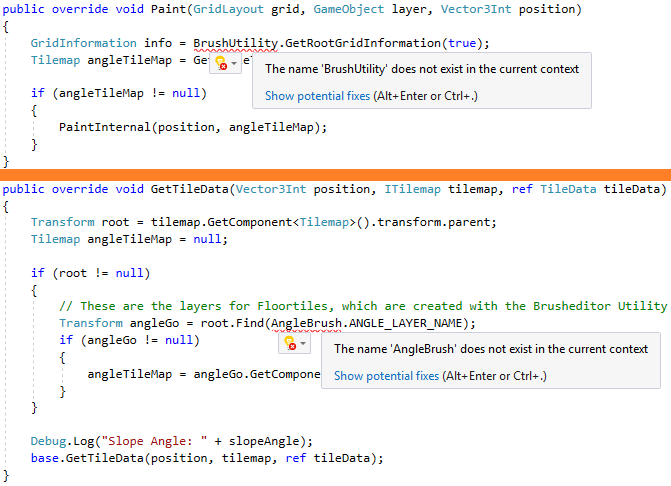 public override void Paint(GridLayout grid, GameObject layer, Vector3Int position)
{
GridInformation info = BrushUtility.GetRootGridInformation(true);
Tilemap angleTileMap =
The name 'BrushUtility' does not exist in the current context
Show potential fixes (Alt+Enter or Ctrl+.)
if (angleTileMap != null)
{
PaintInternal(position, angleTileMap);
}
}
public override void GetTileData(Vector3Int position, ITilemap tilemap, ref TileData tileData)
{
Transform root = tilemap.GetComponent<Tilemap>().transform.parent;
Tilemap angleTileMap = null;
if (root != null)
{
// These are the layers for Floortiles, which are created with the Brusheditor Utility
Transform angleGo = root.Find(AngleBrush.ANGLE_LAYER_NAME);
if (angleGo != null)
The name 'AngleBrush' does not exist in the current context
Show potential fixes (Alt+Enter or Ctrl+.)
{
angleTileMap = angleGo.GetCompone
}
}
Debug.Log("Slope Angle: " + slopeAngle);
base.GetTileData(position, tilemap, ref tileData);
}